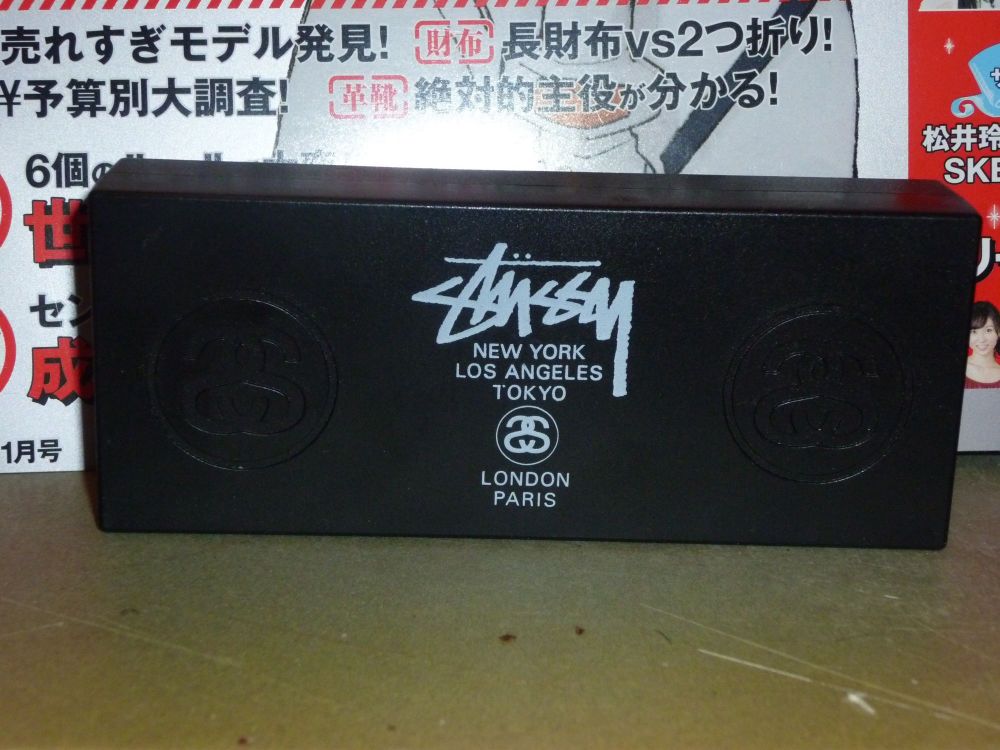 売れすぎモデル発見! 財布 長財布vs2つ折り!
¥予算別大調査! 革靴 絶対的主役が分かる!
6個の
世
セン
成
1月号
松井玲
SKE
STÜSSY
NEW YORK
LOS ANGELES
TOKYO
SS
LONDON
PARIS